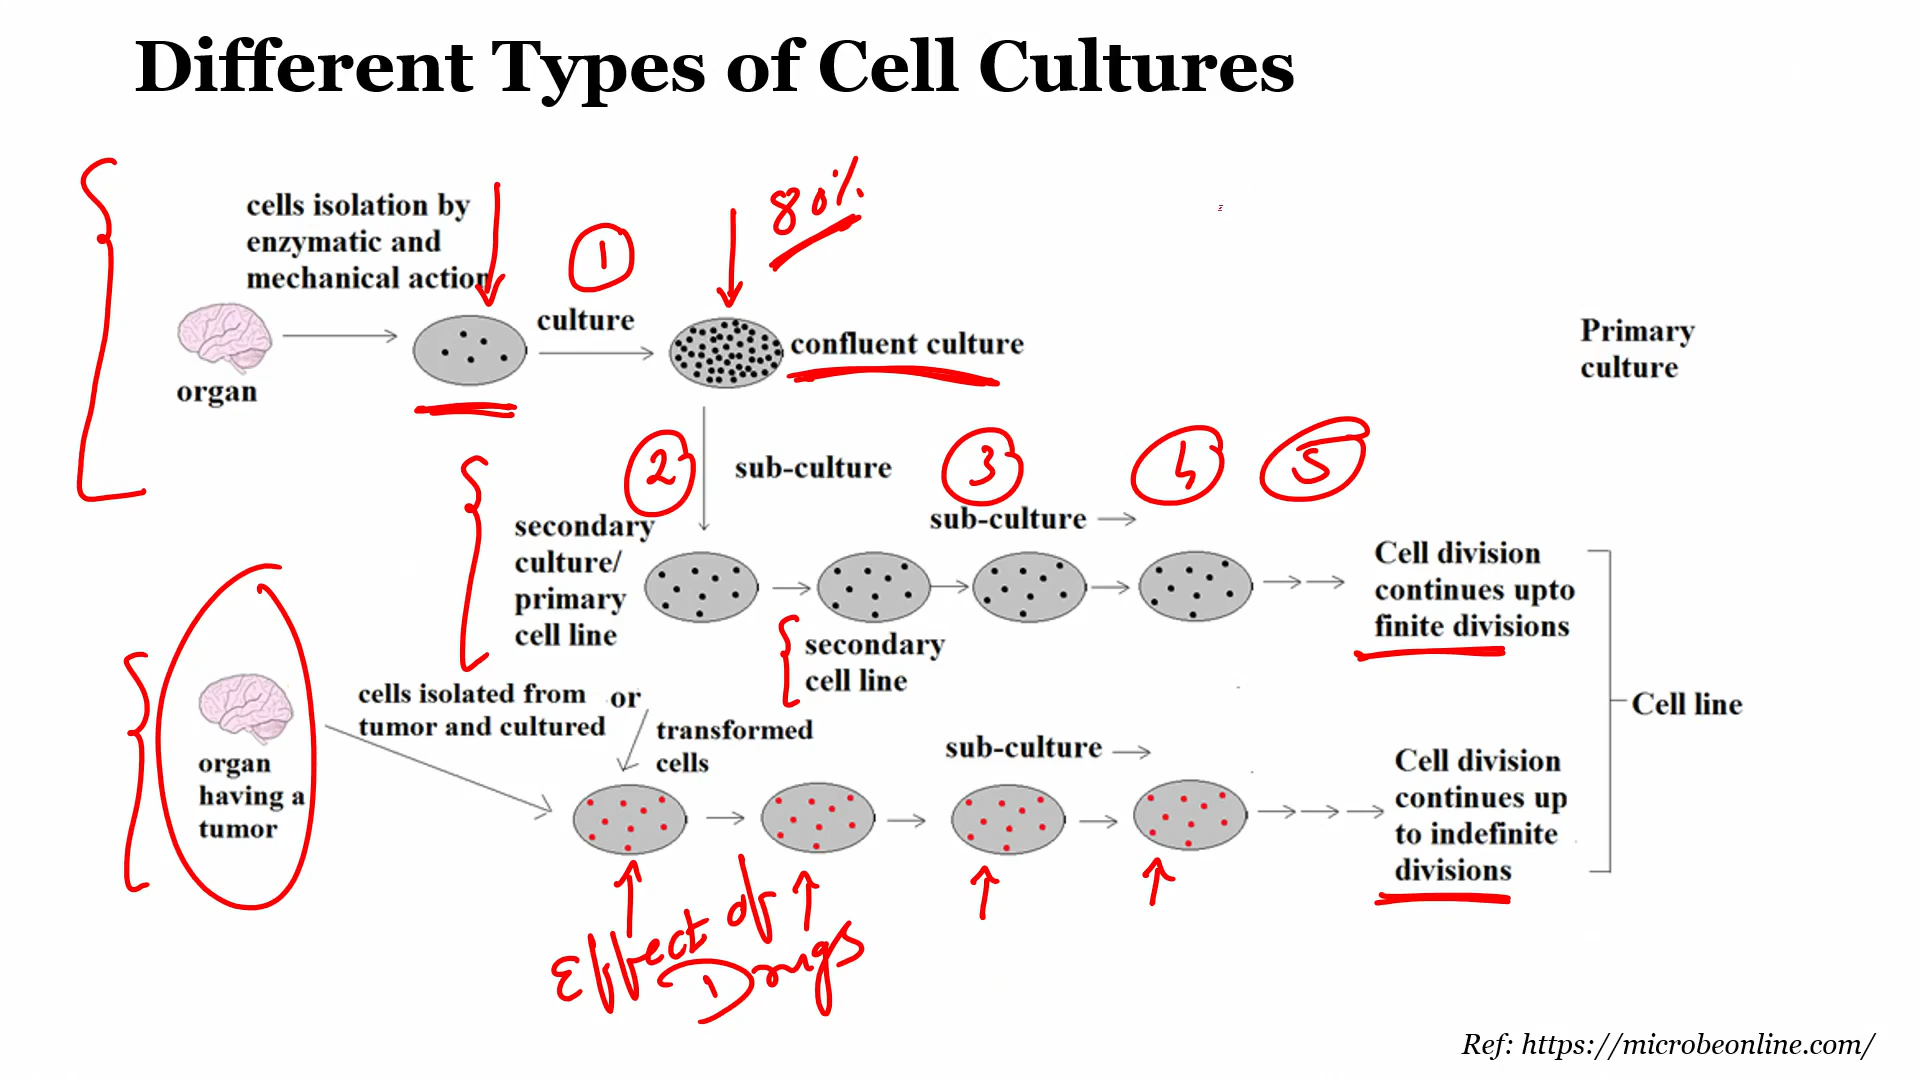 Different Types of Cell Cultures
cells isolation by
enzymatic and
mechanical action
1
80%
culture
confluent culture
organ
Primary
culture
2
sub-culture
3
4
5
sub-culture
secondary
culture/
primary
cell line
secondary
cell line
Cell division
continues upto
finite divisions
Cell line
cells isolated from
tumor and cultured
or
transformed
cells
organ
having a
tumor
sub-culture
Cell division
continues up
to indefinite
divisions
Effect of
Drugs
Ref: https://microbeonline.com/